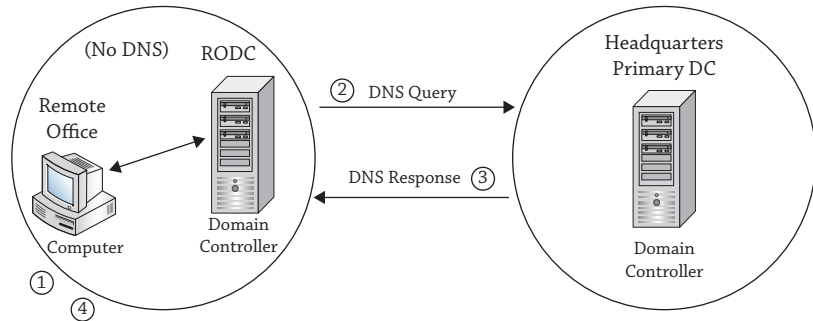 (No DNS)
RODC
Remote
Office
Computer
Domain
Controller
① ④
② DNS Query
DNS Response ③
Headquarters
Primary DC
Domain
Controller